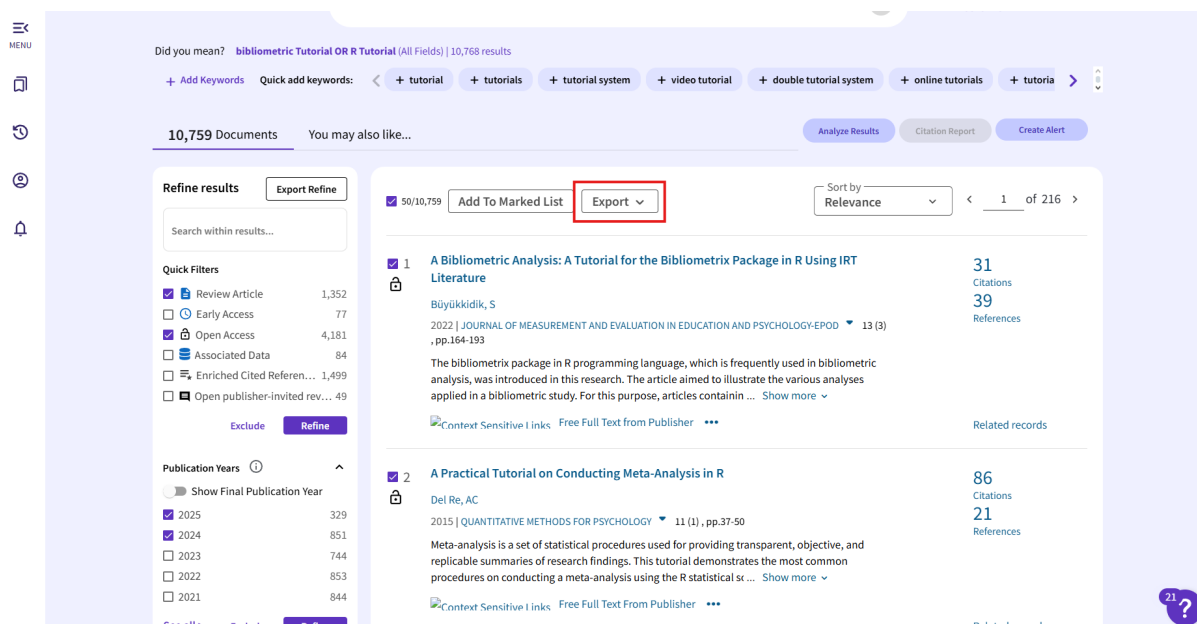 MENU
Did you mean? bibliometric Tutorial OR R Tutorial (All Fields) | 10,768 results
+ Add Keywords Quick add keywords: + tutorial + tutorials + tutorial system + video tutorial + double tutorial system + online tutorials + tutoria
10,759 Documents You may also like...
Analyze Results Citation Report Create Alert
Refine results Export Refine
Search within results...
Quick Filters
Review Article 1,352
Early Access 77
Open Access 4,181
Associated Data 84
Enriched Cited Referen... 1,499
Open publisher-invited rev... 49
Exclude Refine
Publication Years
Show Final Publication Year
2025 329
2024 851
2023 744
2022 853
2021 844
50/10,759 Add To Marked List Export
Sort by
Relevance
1 of 216
1 A Bibliometric Analysis: A Tutorial for the Bibliometrix Package in R Using IRT
Literature
Büyükkidik, S
2022 | JOURNAL OF MEASUREMENT AND EVALUATION IN EDUCATION AND PSYCHOLOGY-EPOD 13 (3)
, pp.164-193
The bibliometrix package in R programming language, which is frequently used in bibliometric
analysis, was introduced in this research. The article aimed to illustrate the various analyses
applied in a bibliometric study. For this purpose, articles containin ... Show more
Context Sensitive Links Free Full Text from Publisher •••
31
Citations
39
References
Related records
2 A Practical Tutorial on Conducting Meta-Analysis in R
Del Re, AC
2015 | QUANTITATIVE METHODS FOR PSYCHOLOGY 11 (1) , pp.37-50
Meta-analysis is a set of statistical procedures used for providing transparent, objective, and
replicable summaries of research findings. This tutorial demonstrates the most common
procedures on conducting a meta-analysis using the R statistical sc ... Show more
Context Sensitive Links Free Full Text From Publisher •••
86
Citations
21
References
21
?